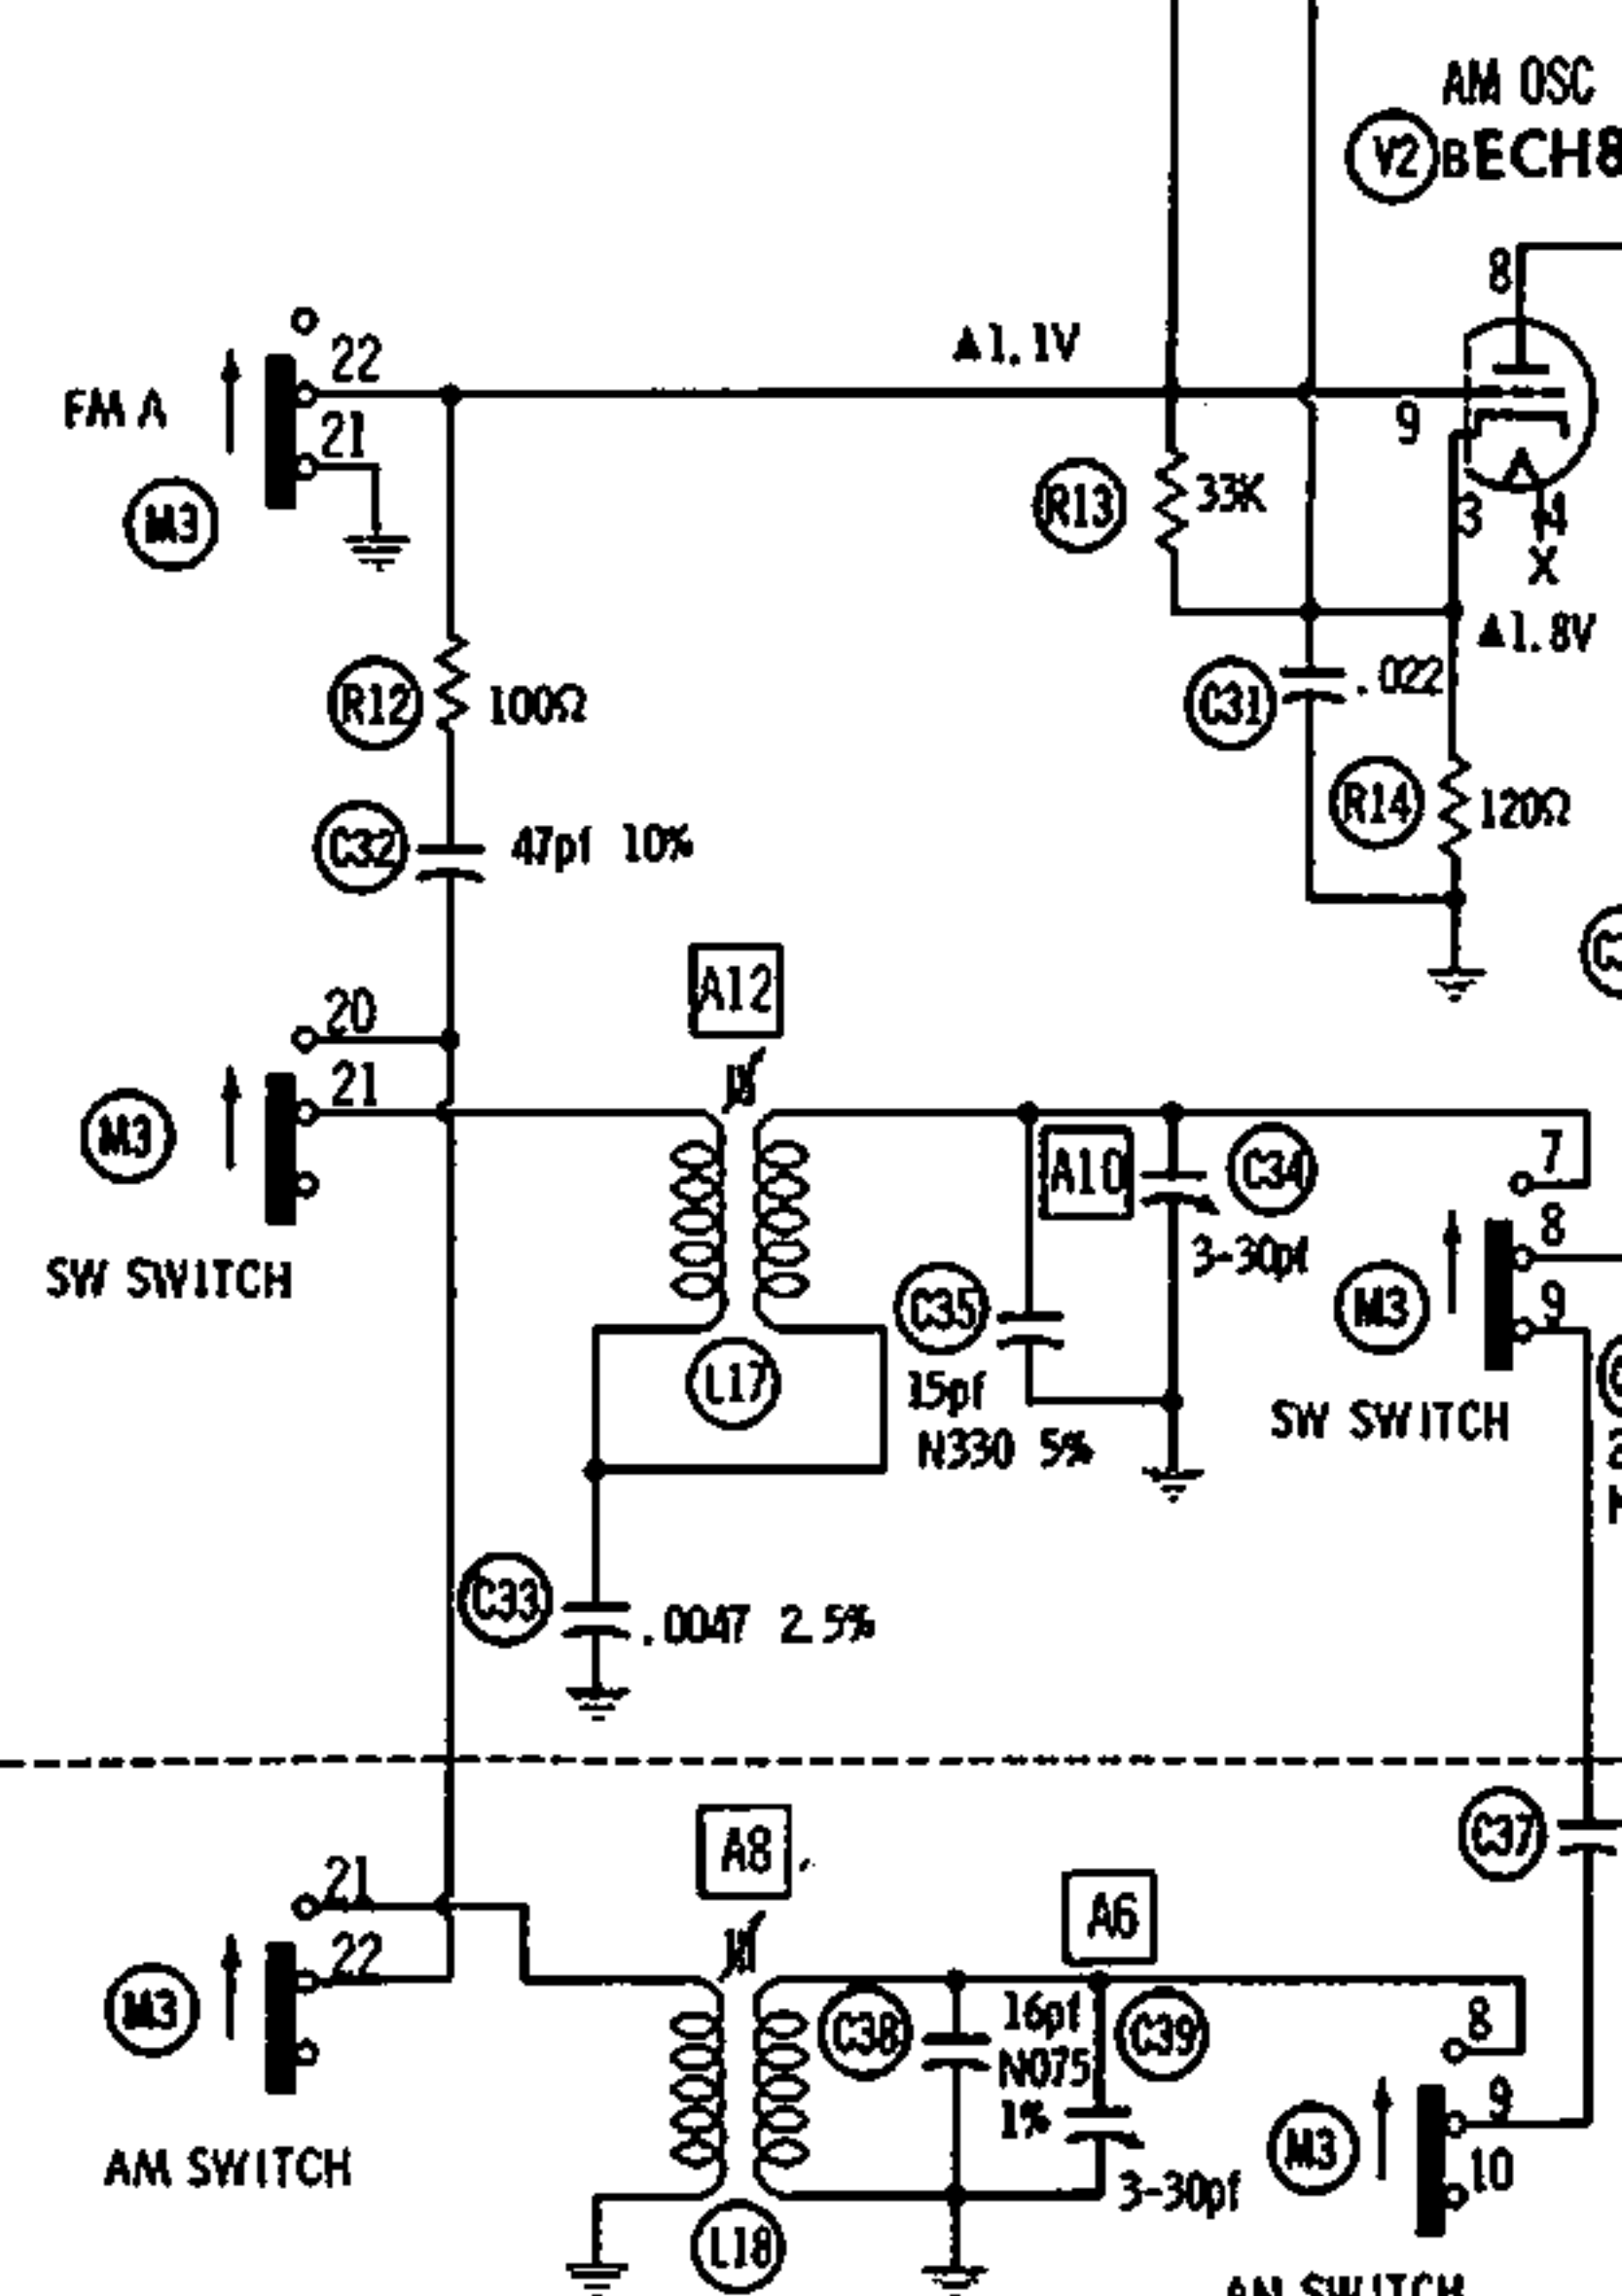 AM OSC
V2
BECH8
8
22
▲1.1V
FM A
21
9
M3
R13
33K
3
4
X
▲1.8V
R12
100Ω
C31
.022
R14
120Ω
C32
47pf 10%
A12
20
21
M3
A10
C34
7
3-30pf
8
SW SWITCH
C35
M3
9
L17
15pf
N330 5%
SW SWITCH
C33
.0047 2.5%
A8
C37
21
A6
22
M3
C38
16pf
N075
1%
C39
8
9
M3
10
AM SWITCH
3-30pf
L18